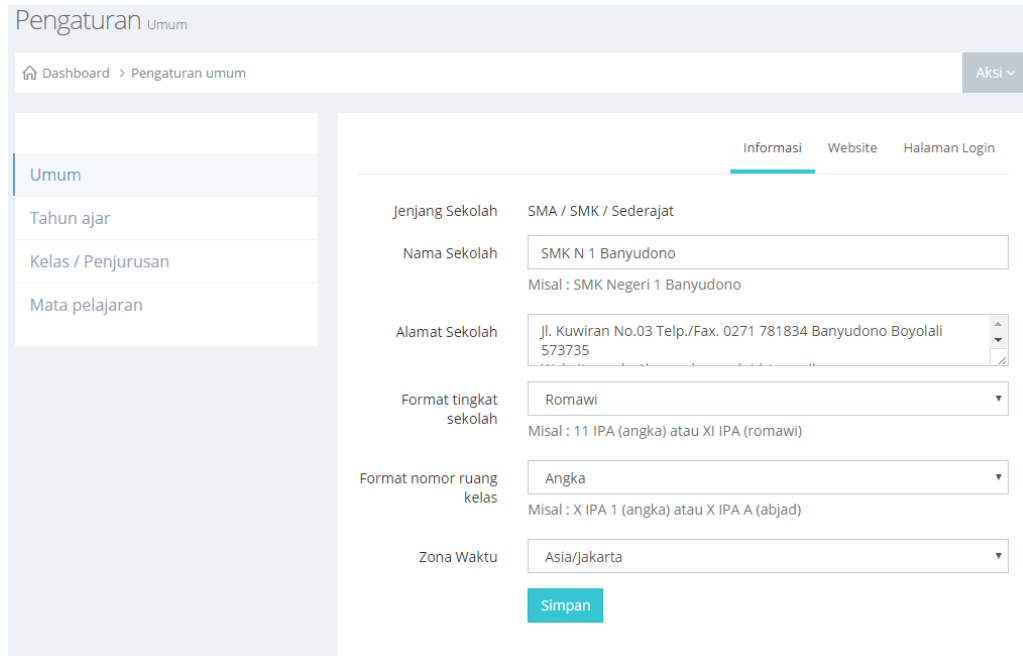 Pengaturan Umum
Dashboard > Pengaturan umum
Aksi
Umum
Tahun ajar
Kelas / Penjurusan
Mata pelajaran
Informasi Website Halaman Login
Jenjang Sekolah SMA / SMK / Sederajat
Nama Sekolah SMK N 1 Banyudono
Misal : SMK Negeri 1 Banyudono
Alamat Sekolah Jl. Kuwiran No.03 Telp./Fax. 0271 781834 Banyudono Boyolali
573735
Format tingkat
sekolah
Romawi
Misal : 11 IPA (angka) atau XI IPA (romawi)
Format nomor ruang
kelas
Angka
Misal : X IPA 1 (angka) atau X IPA A (abjad)
Zona Waktu Asia/Jakarta
Simpan